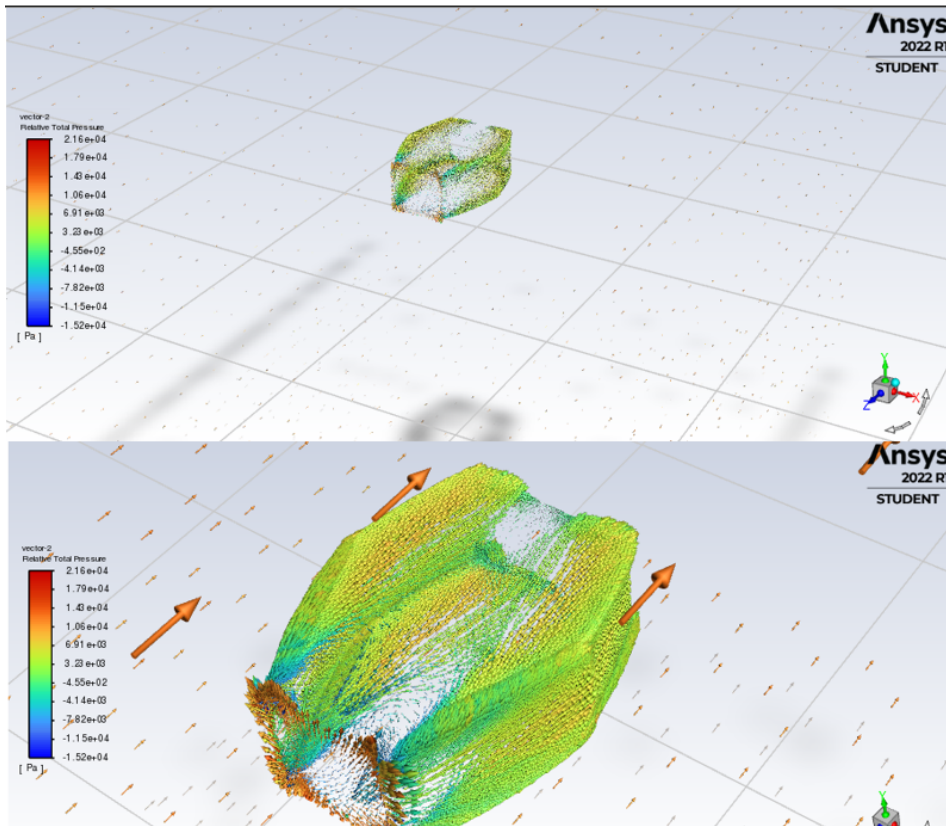 Ansys
2022 R1
STUDENT
vector-2
Relative Total Pressure
2.16e+04
1.79e+04
1.43e+04
1.06e+04
6.91e+03
3.23e+03
-4.55e+02
-4.14e+03
-7.82e+03
-1.15e+04
-1.52e+04
[ Pa ]
Y
X
Z
Ansys
2022 R1
STUDENT
vector-2
Relative Total Pressure
2.16e+04
1.79e+04
1.43e+04
1.06e+04
6.91e+03
3.23e+03
-4.55e+02
-4.14e+03
-7.82e+03
-1.15e+04
-1.52e+04
[ Pa ]
Y